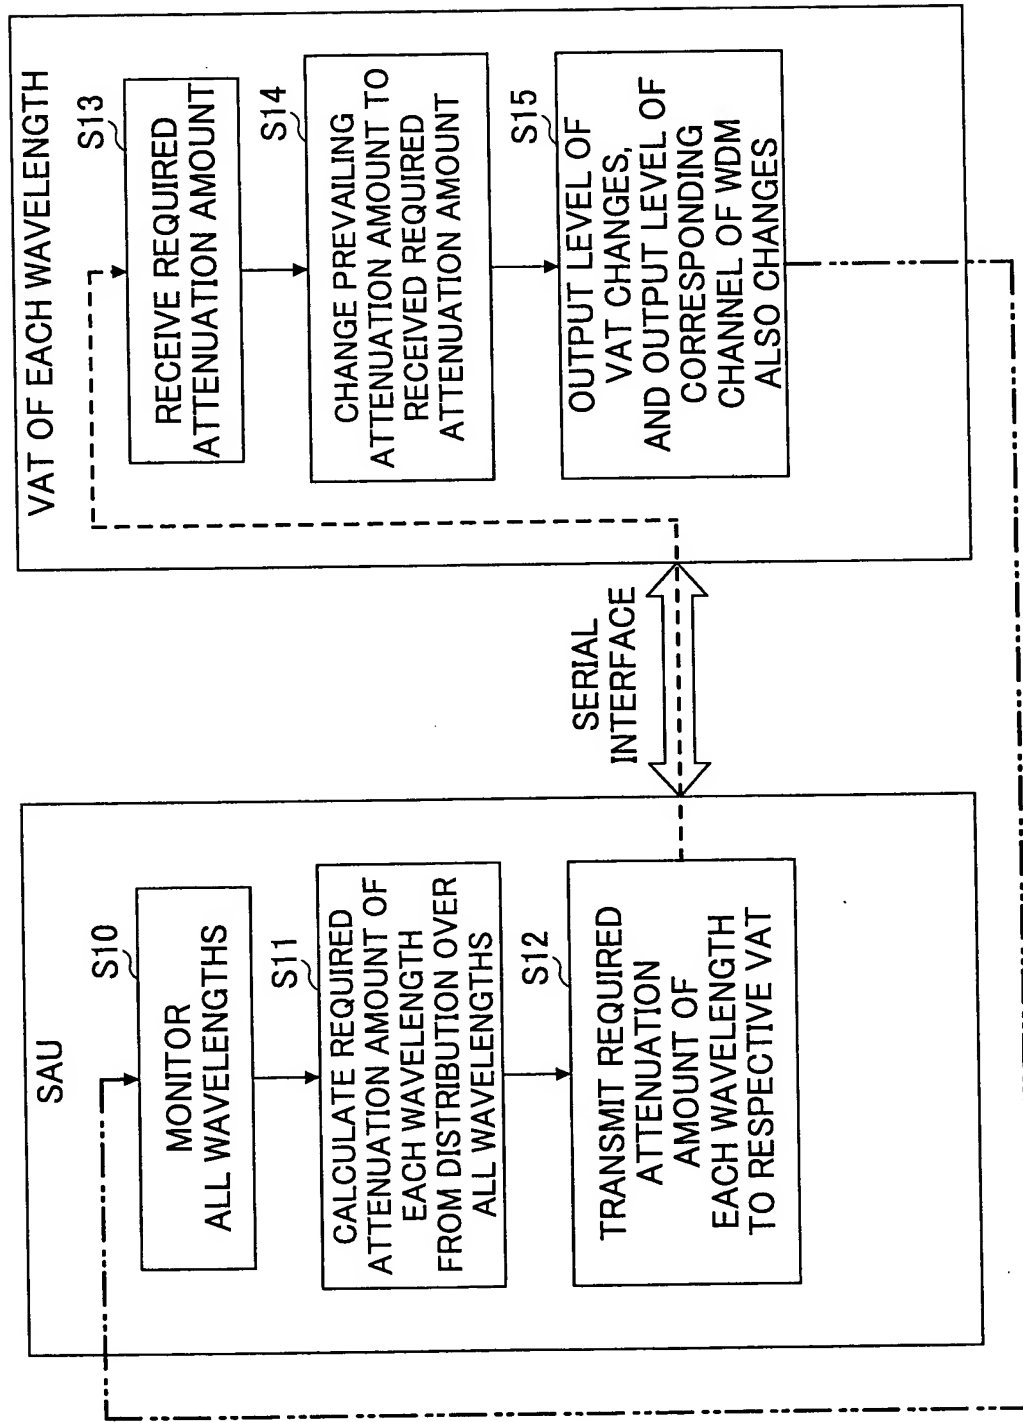 SAU
S10
MONITOR
ALL WAVELENGTHS
S11
CALCULATE REQUIRED
ATTENUATION AMOUNT OF
EACH WAVELENGTH
FROM DISTRIBUTION OVER
ALL WAVELENGTHS
S12
TRANSMIT REQUIRED
ATTENUATION
AMOUNT OF
EACH WAVELENGTH
TO RESPECTIVE VAT
SERIAL
INTERFACE
VAT OF EACH WAVELENGTH
S13
RECEIVE REQUIRED
ATTENUATION AMOUNT
S14
CHANGE PREVAILING
ATTENUATION AMOUNT TO
RECEIVED REQUIRED
ATTENUATION AMOUNT
S15
OUTPUT LEVEL OF
VAT CHANGES,
AND OUTPUT LEVEL OF
CORRESPONDING
CHANNEL OF WDM
ALSO CHANGES